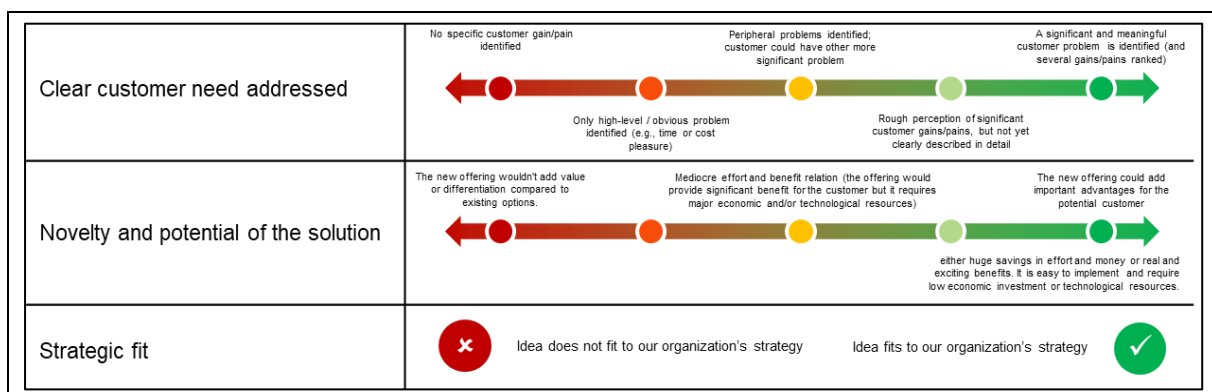 No specific customer gain/pain
identified
Peripheral problems identified;
customer could have other more
significant problem
A significant and meaningful
customer problem is identified (and
several gains/pains ranked)
Clear customer need addressed
Only high-level / obvious problem
identified (e.g., time or cost
pleasure)
Rough perception of significant
customer gains/pains, but not yet
clearly described in detail
The new offering wouldn't add value
or differentiation compared to
existing options.
Mediocre effort and benefit relation (the offering would
provide significant benefit for the customer but it requires
major economic and/or technological resources)
The new offering could add
important advantages for the
potential customer
Novelty and potential of the solution
either huge savings in effort and money or real and
exciting benefits. It is easy to implement and require
low economic investment or technological resources.
Strategic fit
Idea does not fit to our organization's strategy
Idea fits to our organization's strategy